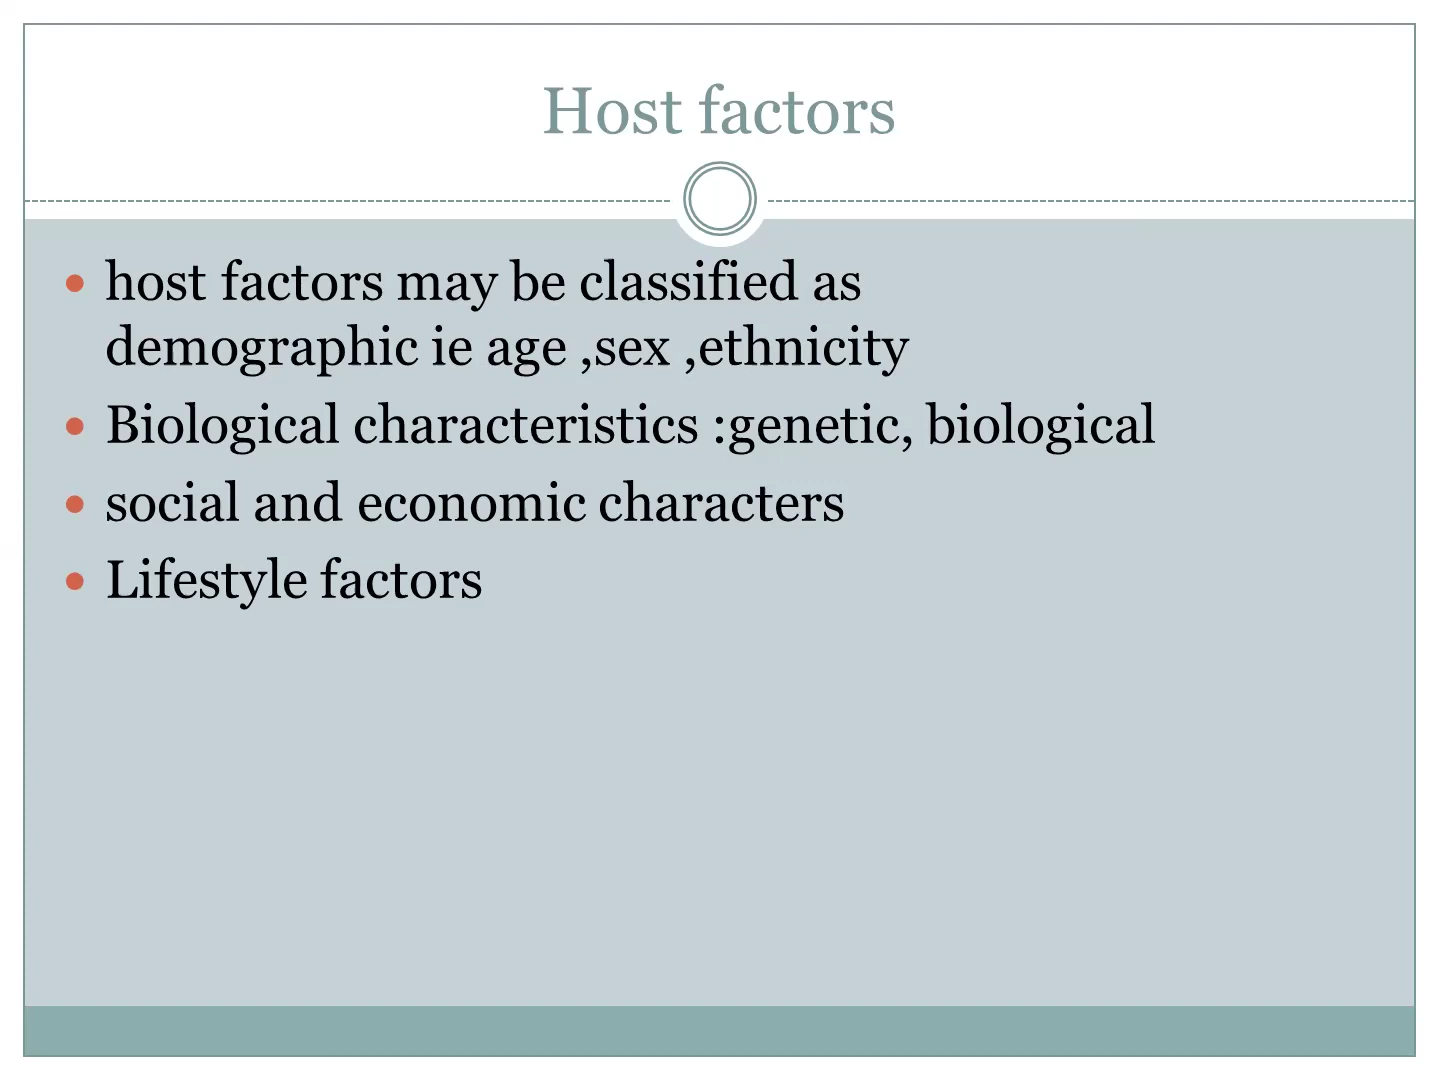 Host factors
host factors may be classified as
demographic ie age ,sex ,ethnicity
Biological characteristics :genetic, biological
social and economic characters
Lifestyle factors